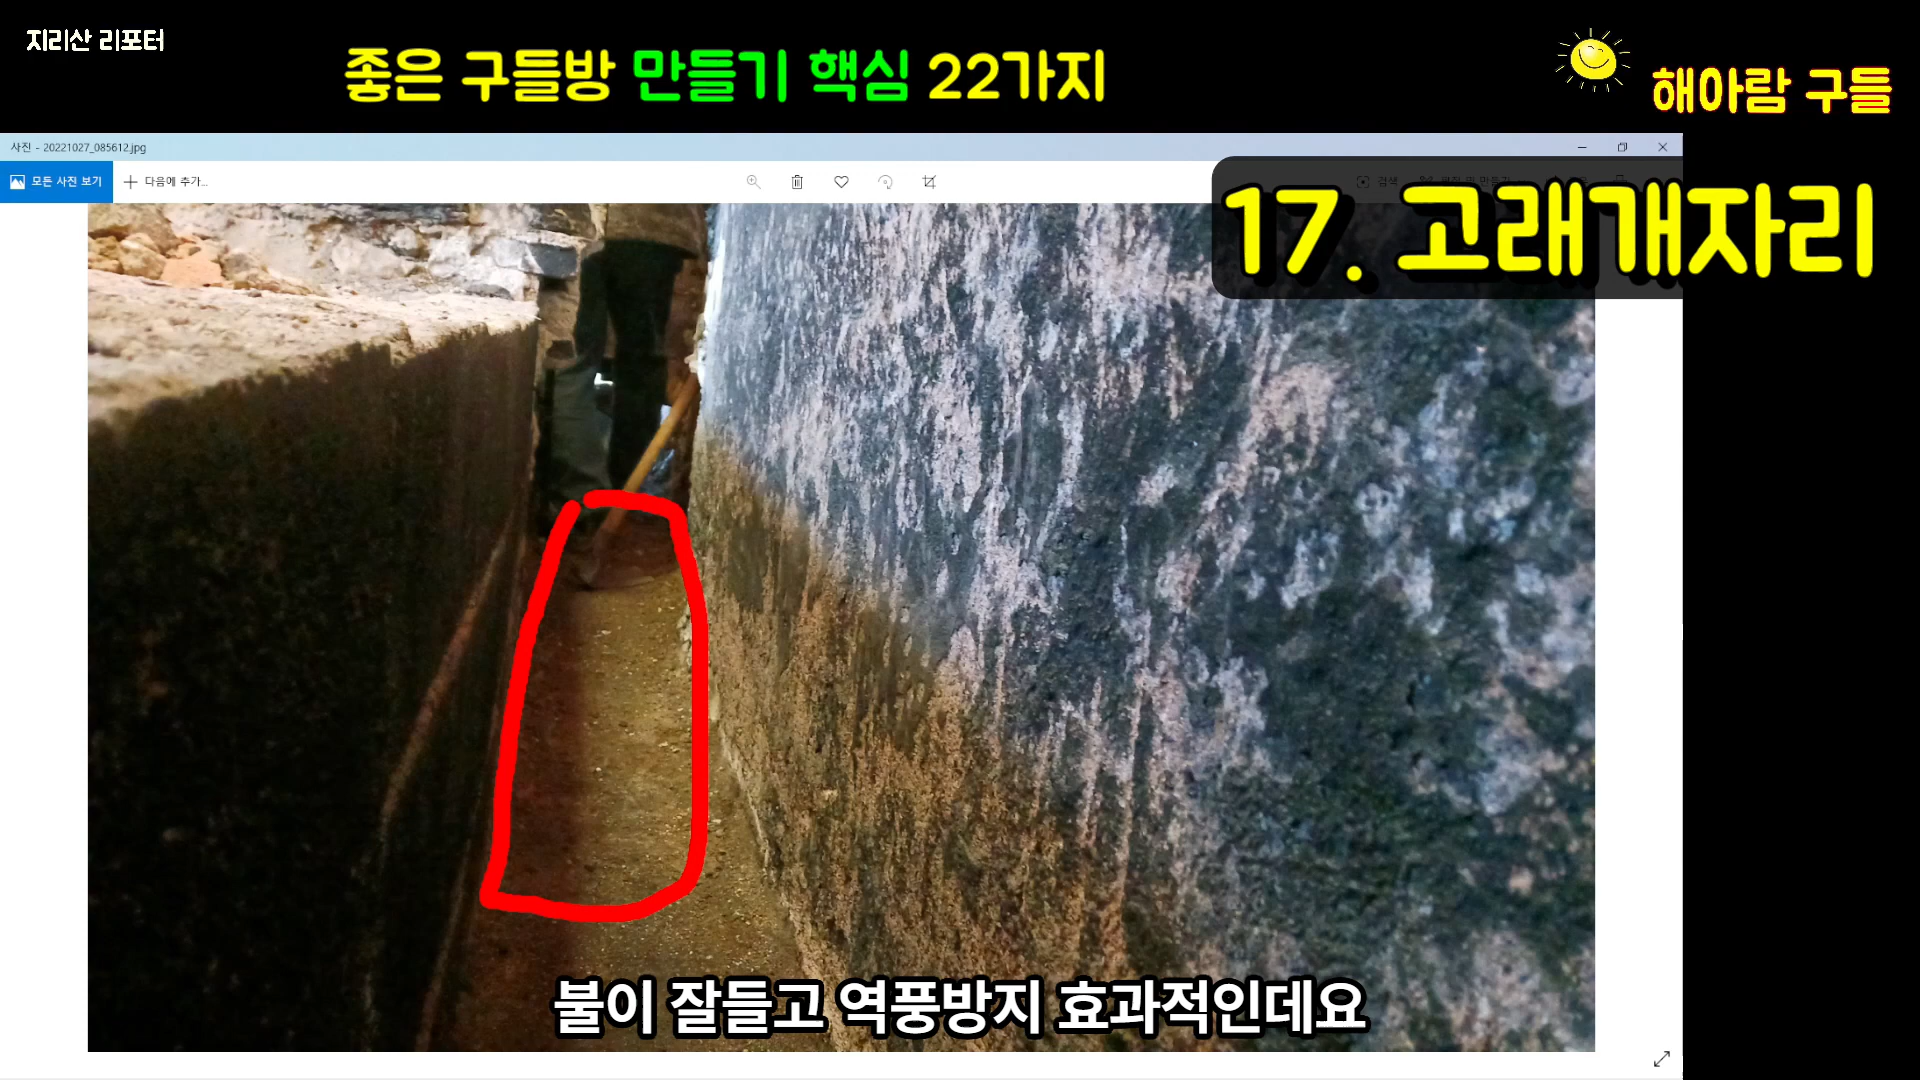 지리산 리포터
좋은 구들방 만들기 핵심 22가지
해아람 구들
사진 - 20221027_085612.jpg
모든 사진 보기
다음에 추가...
검색
17. 고래개자리
불이 잘들고 역풍방지 효과적인데요